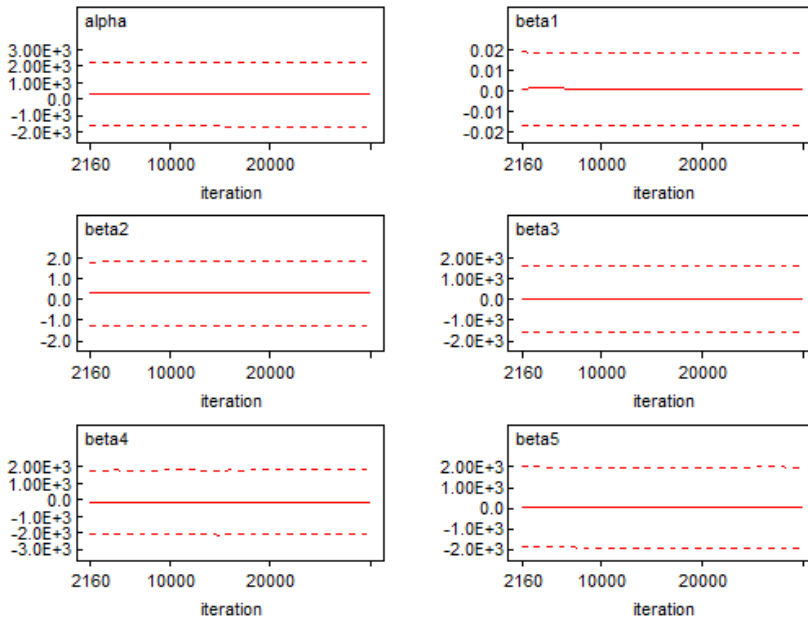 alpha
3.00E+3
2.00E+3
1.00E+3
0.0
-1.0E+3
-2.0E+3
2160 10000 20000
iteration
beta1
0.02
0.01
0.0
-0.01
-0.02
2160 10000 20000
iteration
beta2
2.0
1.0
0.0
-1.0
-2.0
2160 10000 20000
iteration
beta3
2.00E+3
1.00E+3
0.0
-1.0E+3
-2.0E+3
2160 10000 20000
iteration
beta4
2.00E+3
1.00E+3
0.0
-1.0E+3
-2.0E+3
-3.0E+3
2160 10000 20000
iteration
beta5
2.00E+3
1.00E+3
0.0
-1.0E+3
-2.0E+3
2160 10000 20000
iteration